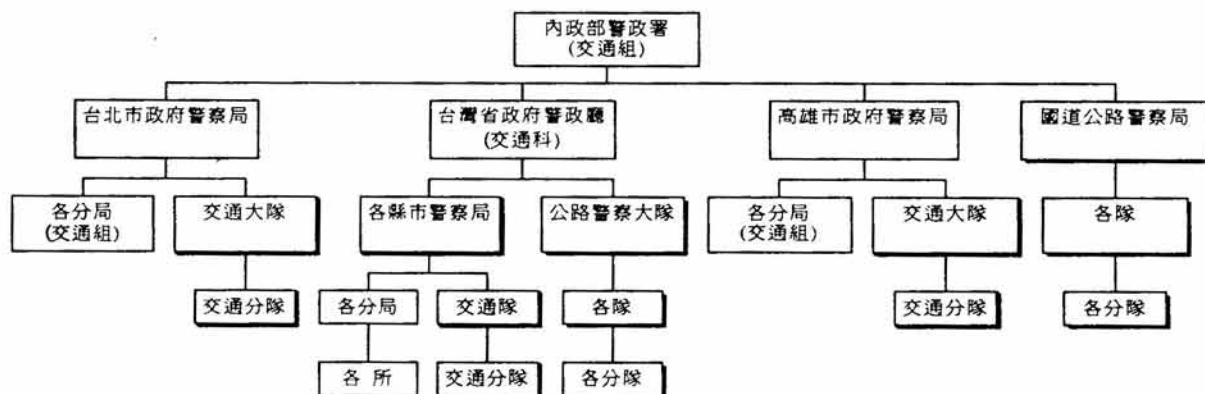 內政部警政署
(交通組)
台北市政府警察局
台灣省政府警政廳
(交通科)
高雄市政府警察局
國道公路警察局
各分局
(交通組)
交通大隊
各縣市警察局
公路警察大隊
各分局
(交通組)
交通大隊
各隊
交通分隊
各分局
交通隊
各隊
交通分隊
各分隊
各 所
交通分隊
各分隊